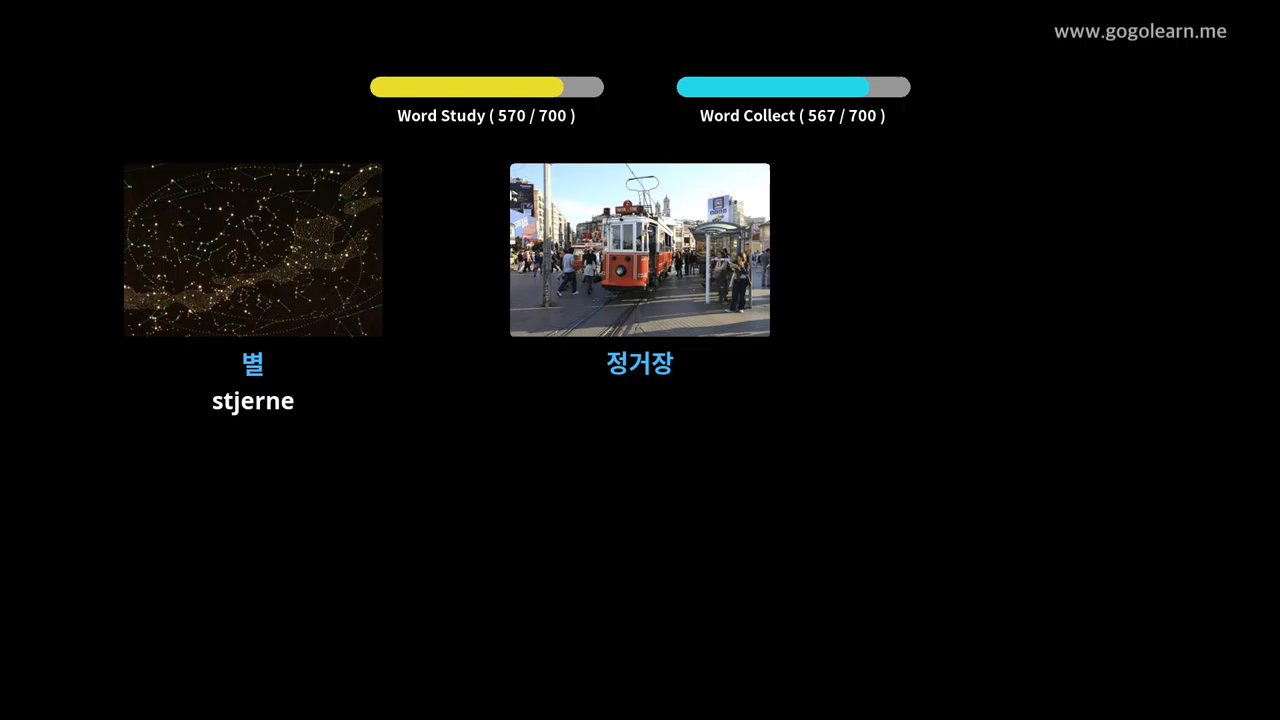 www.gogolearn.me
Word Study ( 570 / 700 )
Word Collect ( 567 / 700 )
별
stjerne
정거장